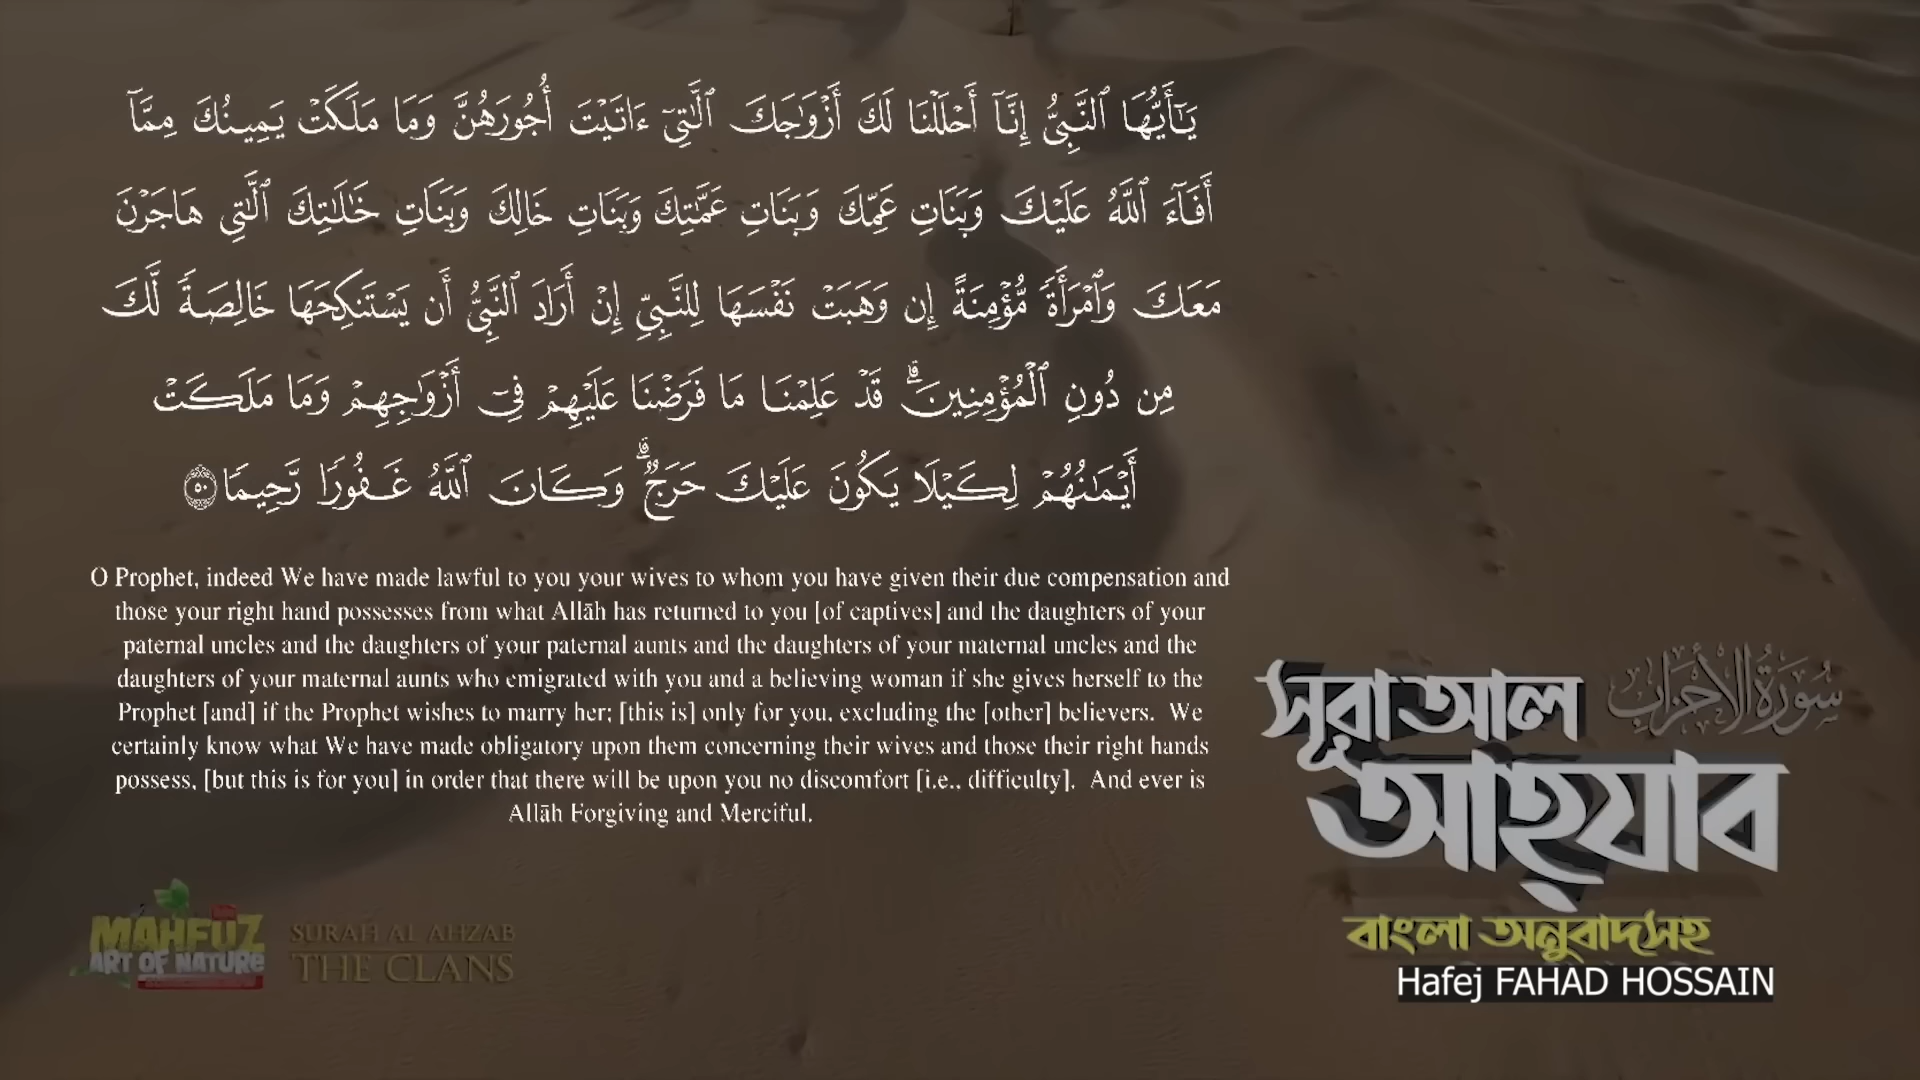 يَـٰٓأَيُّهَا ٱلنَّبِىُّ إِنَّآ أَحْلَلْنَا لَكَ أَزْوَٰجَكَ ٱلَّـٰتِىٓ ءَاتَيْتَ أُجُورَهُنَّ وَمَا مَلَكَتْ يَمِينُكَ مِمَّآ
أَفَآءَ ٱللَّهُ عَلَيْكَ وَبَنَاتِ عَمِّكَ وَبَنَاتِ عَمَّـٰتِكَ وَبَنَاتِ خَالِكَ وَبَنَاتِ خَـٰلَـٰتِكَ ٱلَّـٰتِى هَاجَرْنَ
مَعَكَ وَٱمْرَأَةً مُّؤْمِنَةً إِن وَهَبَتْ نَفْسَهَا لِلنَّبِىِّ إِنْ أَرَادَ ٱلنَّبِىُّ أَن يَسْتَنكِحَهَا خَالِصَةً لَّكَ
مِن دُونِ ٱلْمُؤْمِنِينَ ۗ قَدْ عَلِمْنَا مَا فَرَضْنَا عَلَيْهِمْ فِىٓ أَزْوَٰجِهِمْ وَمَا مَلَكَتْ
أَيْمَـٰنُهُمْ لِكَيْلَا يَكُونَ عَلَيْكَ حَرَجٌ ۗ وَكَانَ ٱللَّهُ غَفُورًا رَّحِيمًا ٥٠
O Prophet, indeed We have made lawful to you your wives to whom you have given their due compensation and
those your right hand possesses from what Allāh has returned to you [of captives] and the daughters of your
paternal uncles and the daughters of your paternal aunts and the daughters of your maternal uncles and the
daughters of your maternal aunts who emigrated with you and a believing woman if she gives herself to the
Prophet [and] if the Prophet wishes to marry her; [this is] only for you, excluding the [other] believers. We
certainly know what We have made obligatory upon them concerning their wives and those their right hands
possess, [but this is for you] in order that there will be upon you no discomfort [i.e., difficulty]. And ever is
Allāh Forgiving and Merciful.
সূরা আল
سورة الأحزاب
আহযাব
বাংলা অনুবাদসহ
Hafej FAHAD HOSSAIN
MAHFUZ
ART OF NATURE
SURAH AL AHZAB
THE CLANS